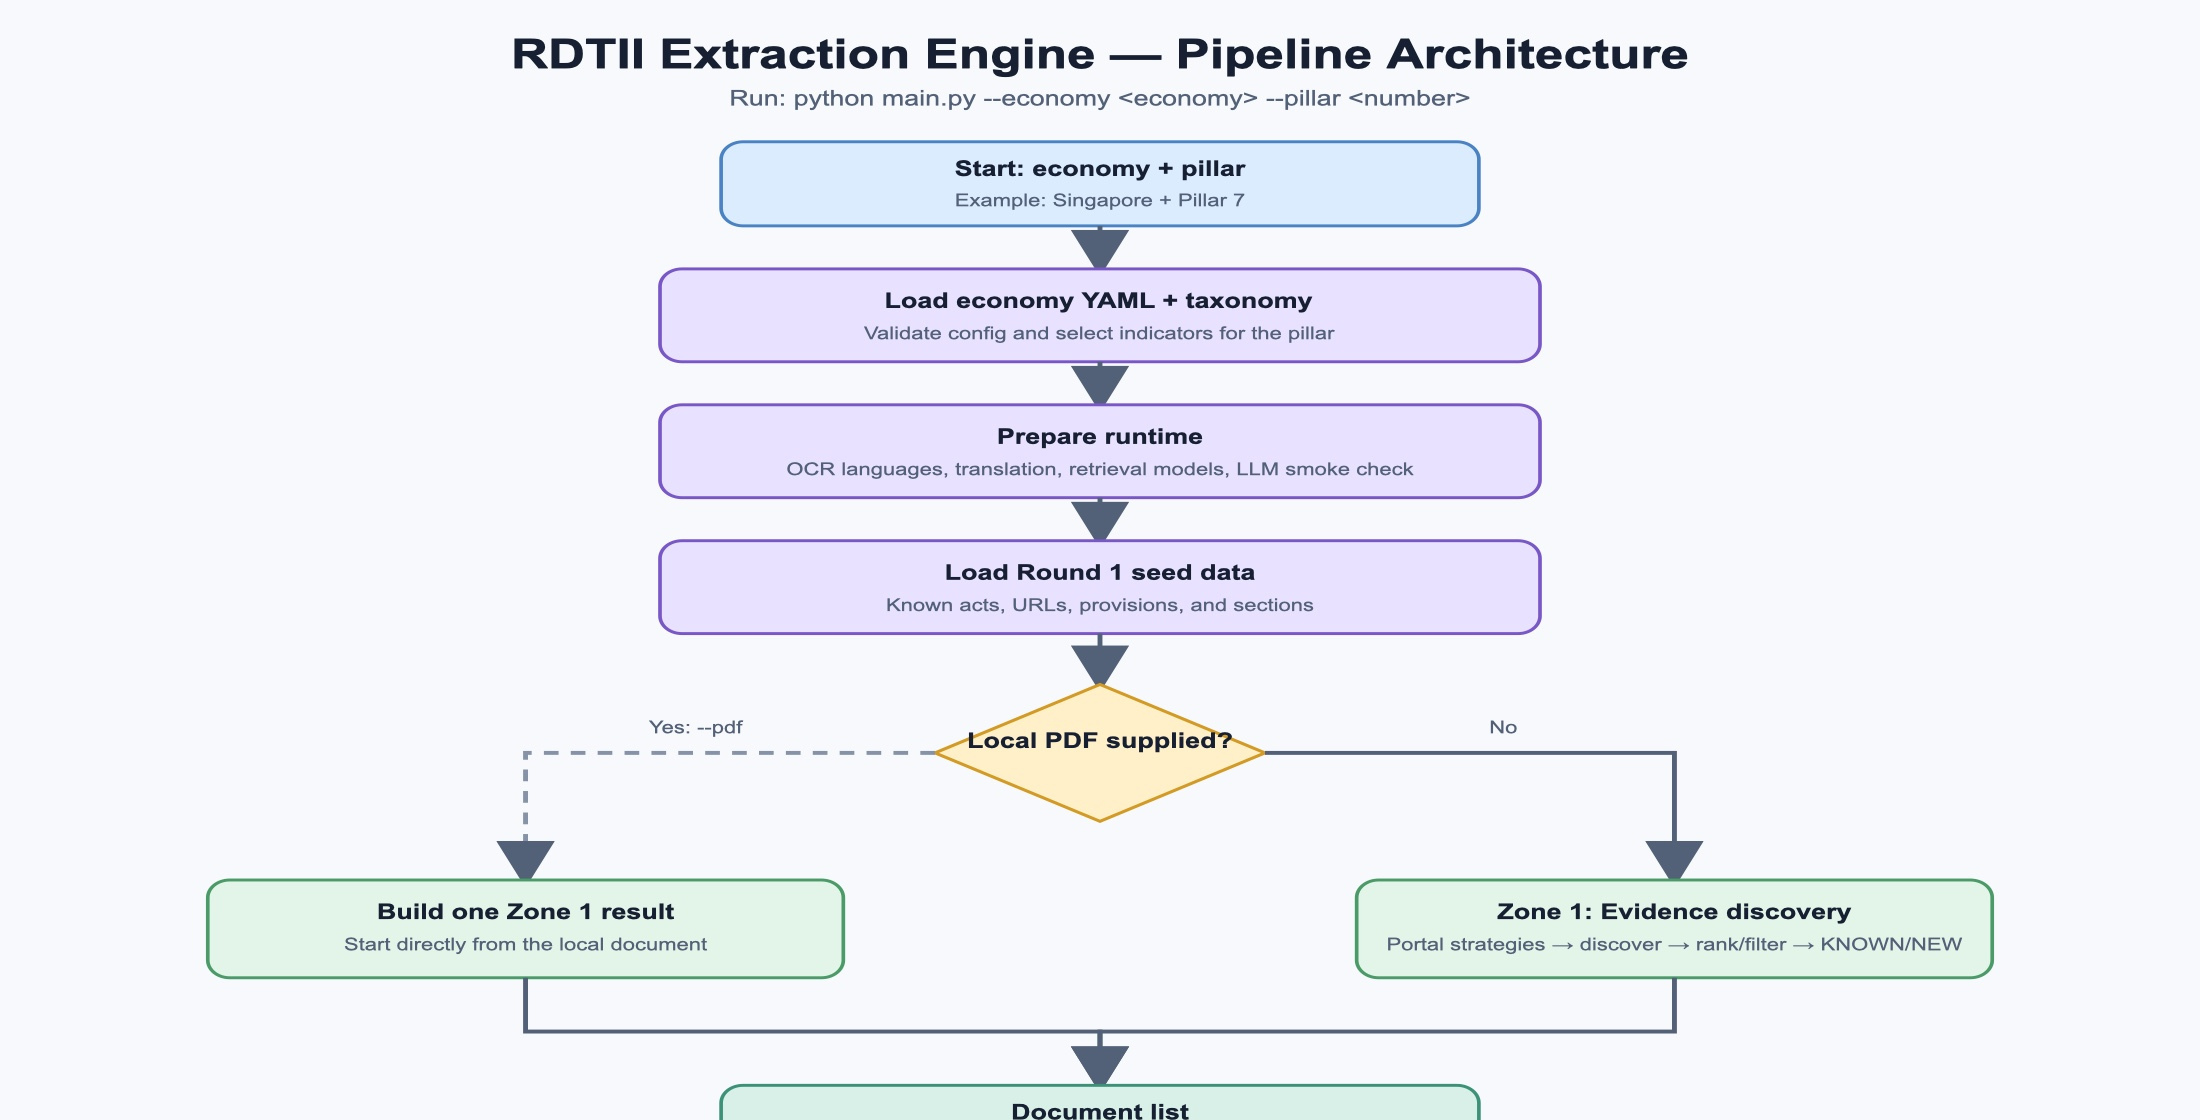 RDTII Extraction Engine — Pipeline Architecture
Run: python main.py --economy <economy> --pillar <number>
Start: economy + pillar
Example: Singapore + Pillar 7
Load economy YAML + taxonomy
Validate config and select indicators for the pillar
Prepare runtime
OCR languages, translation, retrieval models, LLM smoke check
Load Round 1 seed data
Known acts, URLs, provisions, and sections
Local PDF supplied?
Yes: --pdf
No
Build one Zone 1 result
Start directly from the local document
Zone 1: Evidence discovery
Portal strategies → discover → rank/filter → KNOWN/NEW
Document list